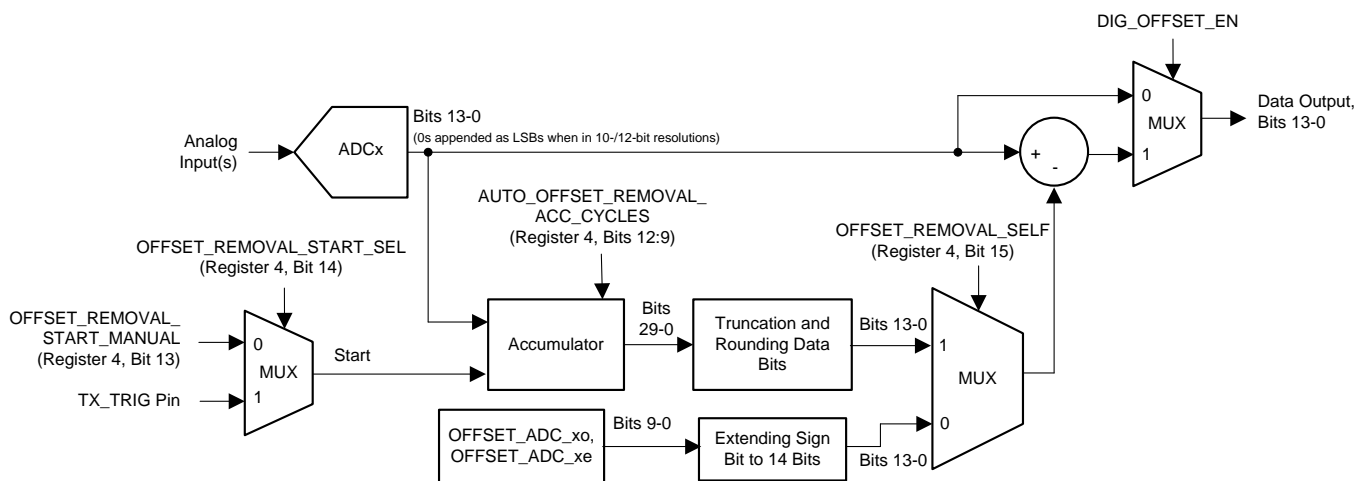 DIG_OFFSET_EN
0
MUX
1
Data Output,
Bits 13-0
Bits 13-0
(0s appended as LSBs when in 10-/12-bit resolutions)
Analog
Input(s)
ADCx
+
-
AUTO_OFFSET_REMOVAL_
ACC_CYCLES
(Register 4, Bits 12:9)
OFFSET_REMOVAL_SELF
(Register 4, Bit 15)
OFFSET_REMOVAL_START_SEL
(Register 4, Bit 14)
OFFSET_REMOVAL_
START_MANUAL
(Register 4, Bit 13)
TX_TRIG Pin
0
MUX
1
Start
Accumulator
Bits
29-0
Truncation and
Rounding Data
Bits
Bits 13-0
1
MUX
0
OFFSET_ADC_xo,
OFFSET_ADC_xe
Bits 9-0
Extending Sign
Bit to 14 Bits
Bits 13-0